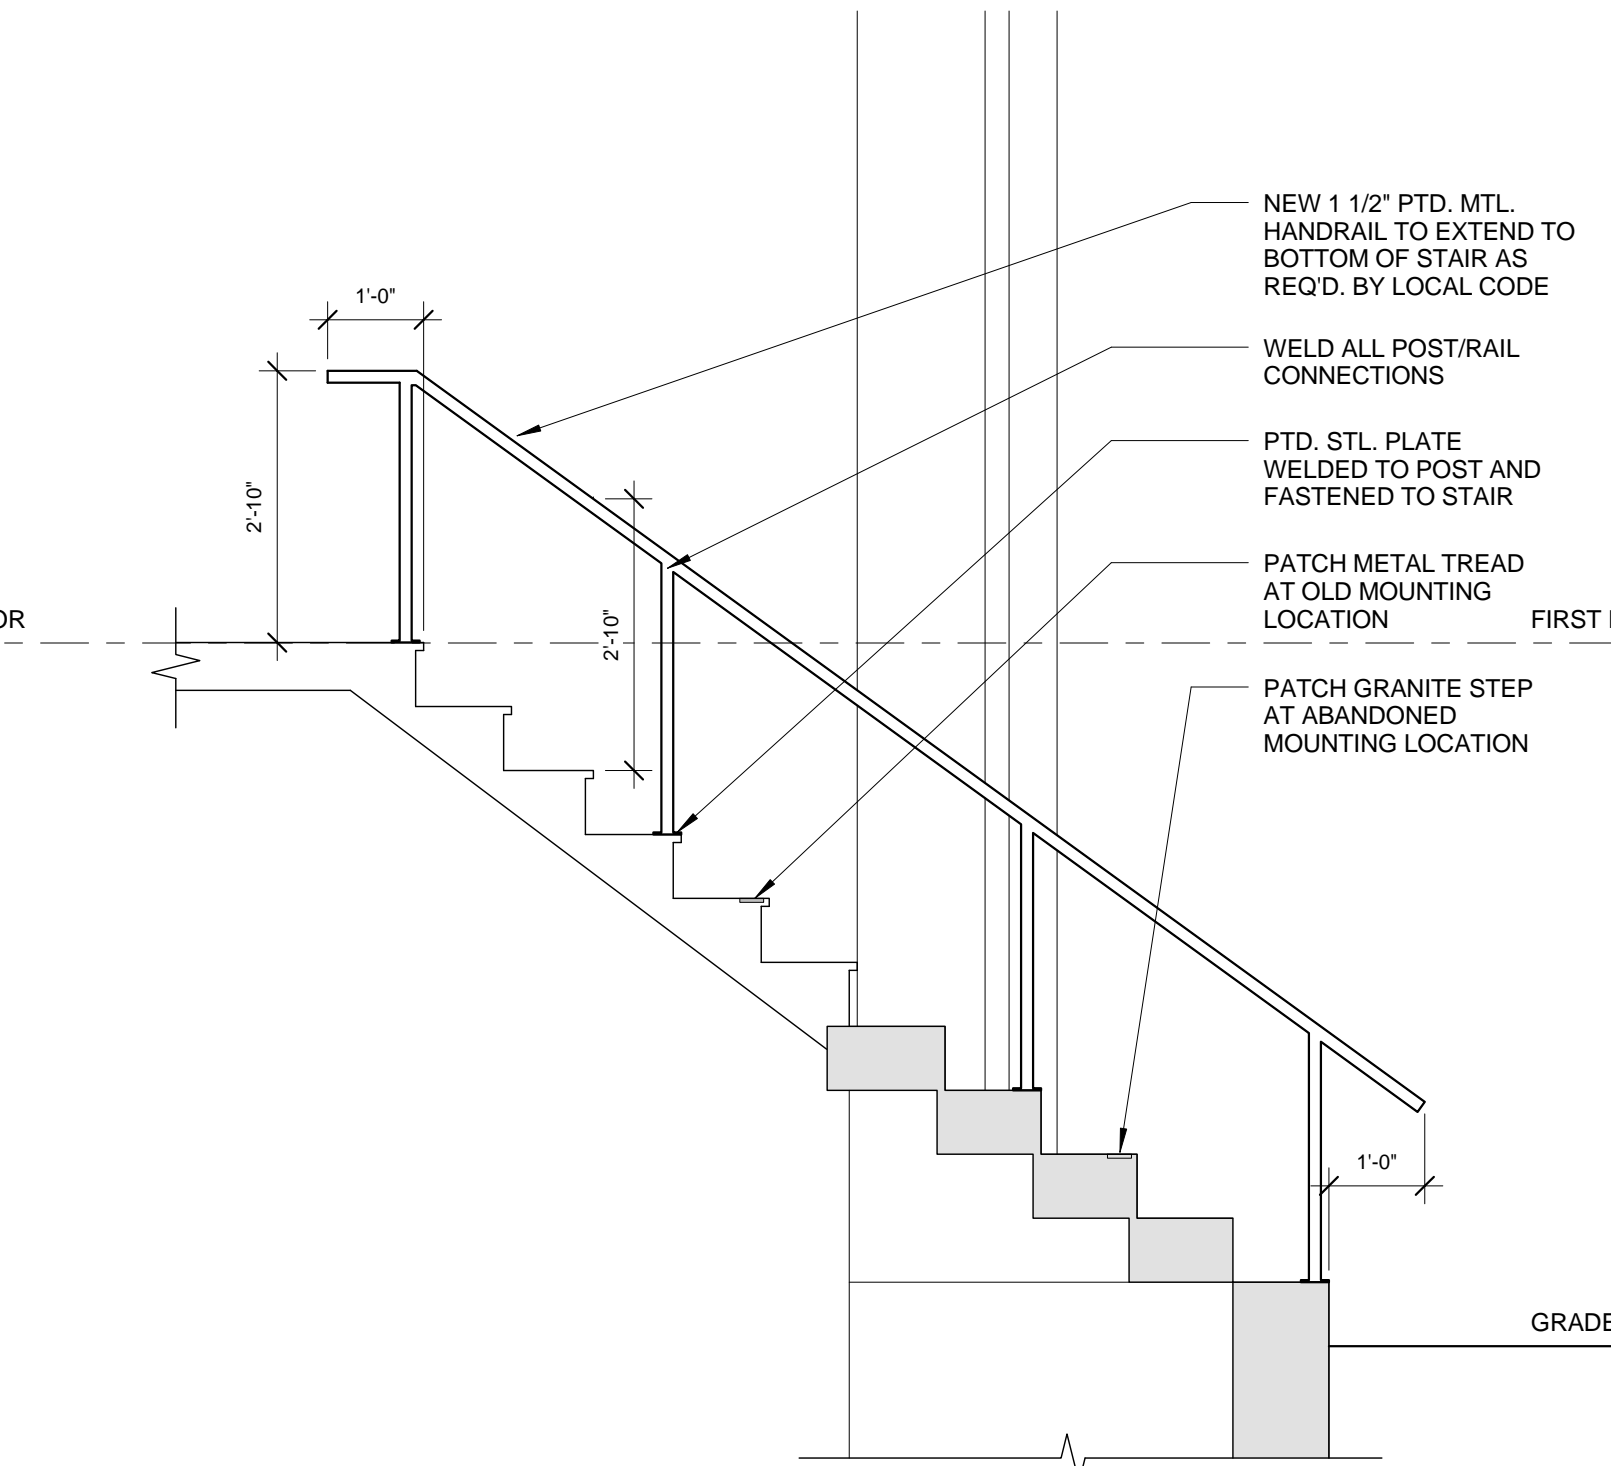 NEW 1 1/2" PTD. MTL.
HANDRAIL TO EXTEND TO
BOTTOM OF STAIR AS
REQ'D. BY LOCAL CODE
1'-0"
WELD ALL POST/RAIL
CONNECTIONS
PTD. STL. PLATE
WELDED TO POST AND
FASTENED TO STAIR
2'-10"
PATCH METAL TREAD
AT OLD MOUNTING
LOCATION
2'-10"
OR
FIRST
PATCH GRANITE STEP
AT ABANDONED
MOUNTING LOCATION
1'-0"
GRADE